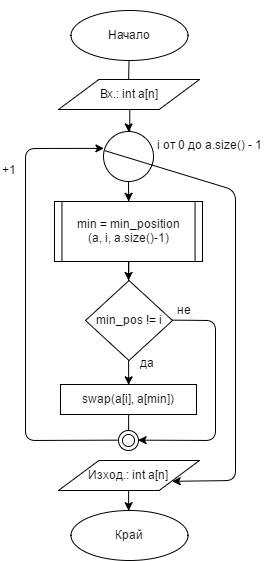 Начало
Вх.: int a[n]
i от 0 до a.size() - 1
+1
min = min_position
(a, i, a.size()-1)
min_pos != i
не
да
swap(a[i], a[min])
Изход.: int a[n]
Край